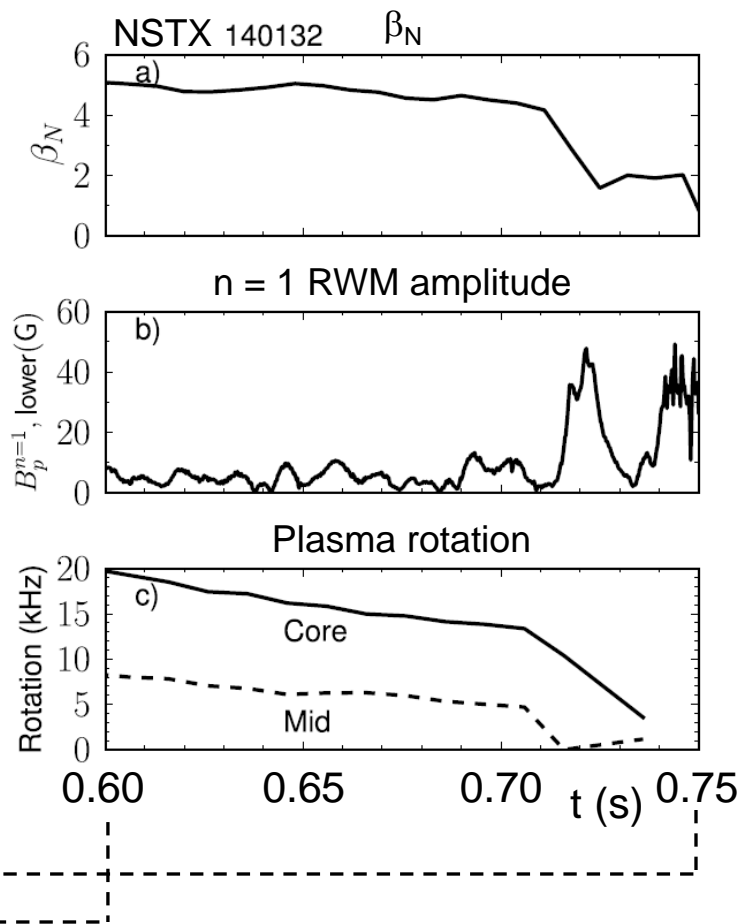 NSTX 140132 β_N
6
a)
4
β_N
2
0
n = 1 RWM amplitude
60
b)
40
B_p^{n=1}, lower(G)
20
0
Plasma rotation
20
c)
15
Core
Rotation (kHz)
10
5
Mid
0
0.60 0.65 0.70 t (s) 0.75